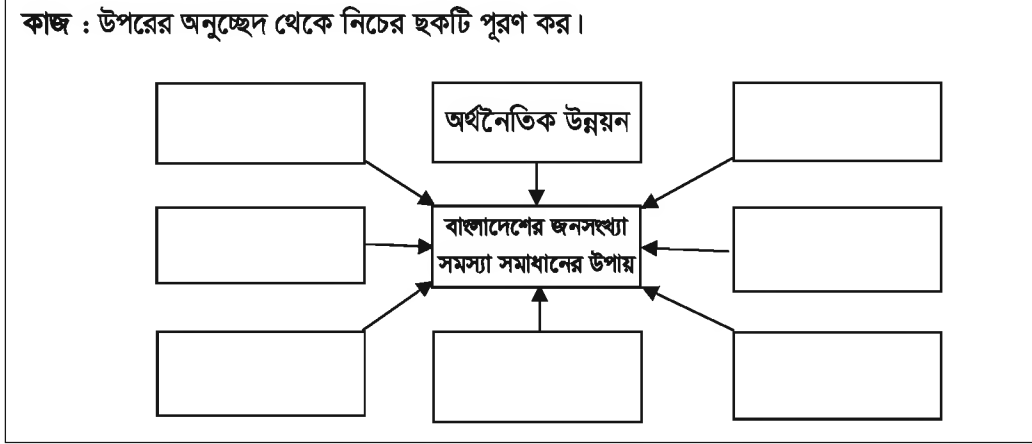 কাজ : উপরের অনুচ্ছেদ থেকে নিচের ছকটি পূরণ কর।
অর্থনৈতিক উন্নয়ন
বাংলাদেশের জনসংখ্যা
সমস্যা সমাধানের উপায়